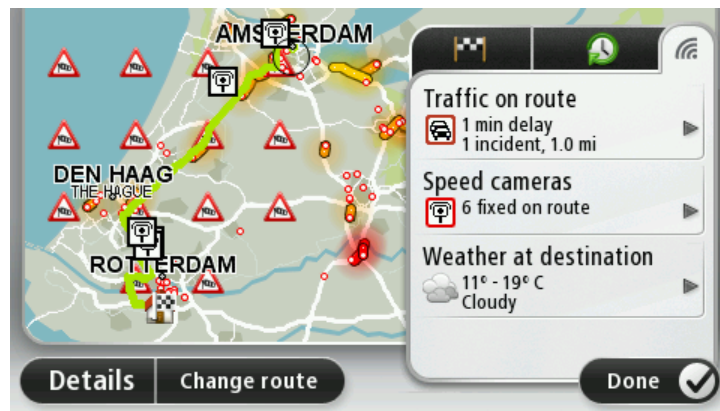 AMSTERDAM
DEN HAAG
THE HAGUE
ROTTERDAM
Traffic on route
1 min delay
1 incident, 1.0 mi
Speed cameras
6 fixed on route
Weather at destination
11° - 19° C
Cloudy
Details
Change route
Done